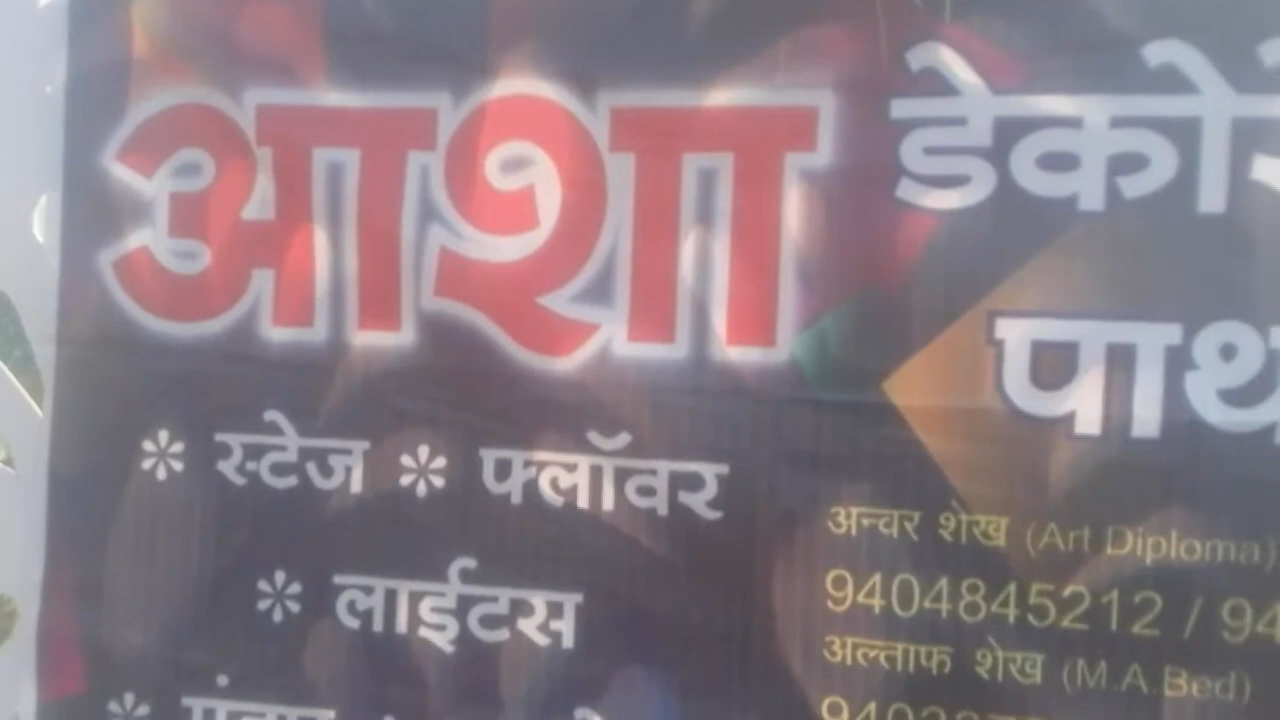 आशा डेकोरे
पाथ
* स्टेज * फ्लॉवर
* लाईटस
अन्वर शेख (Art Diploma)
9404845212 / 94
अल्ताफ शेख (M.A.Bed)